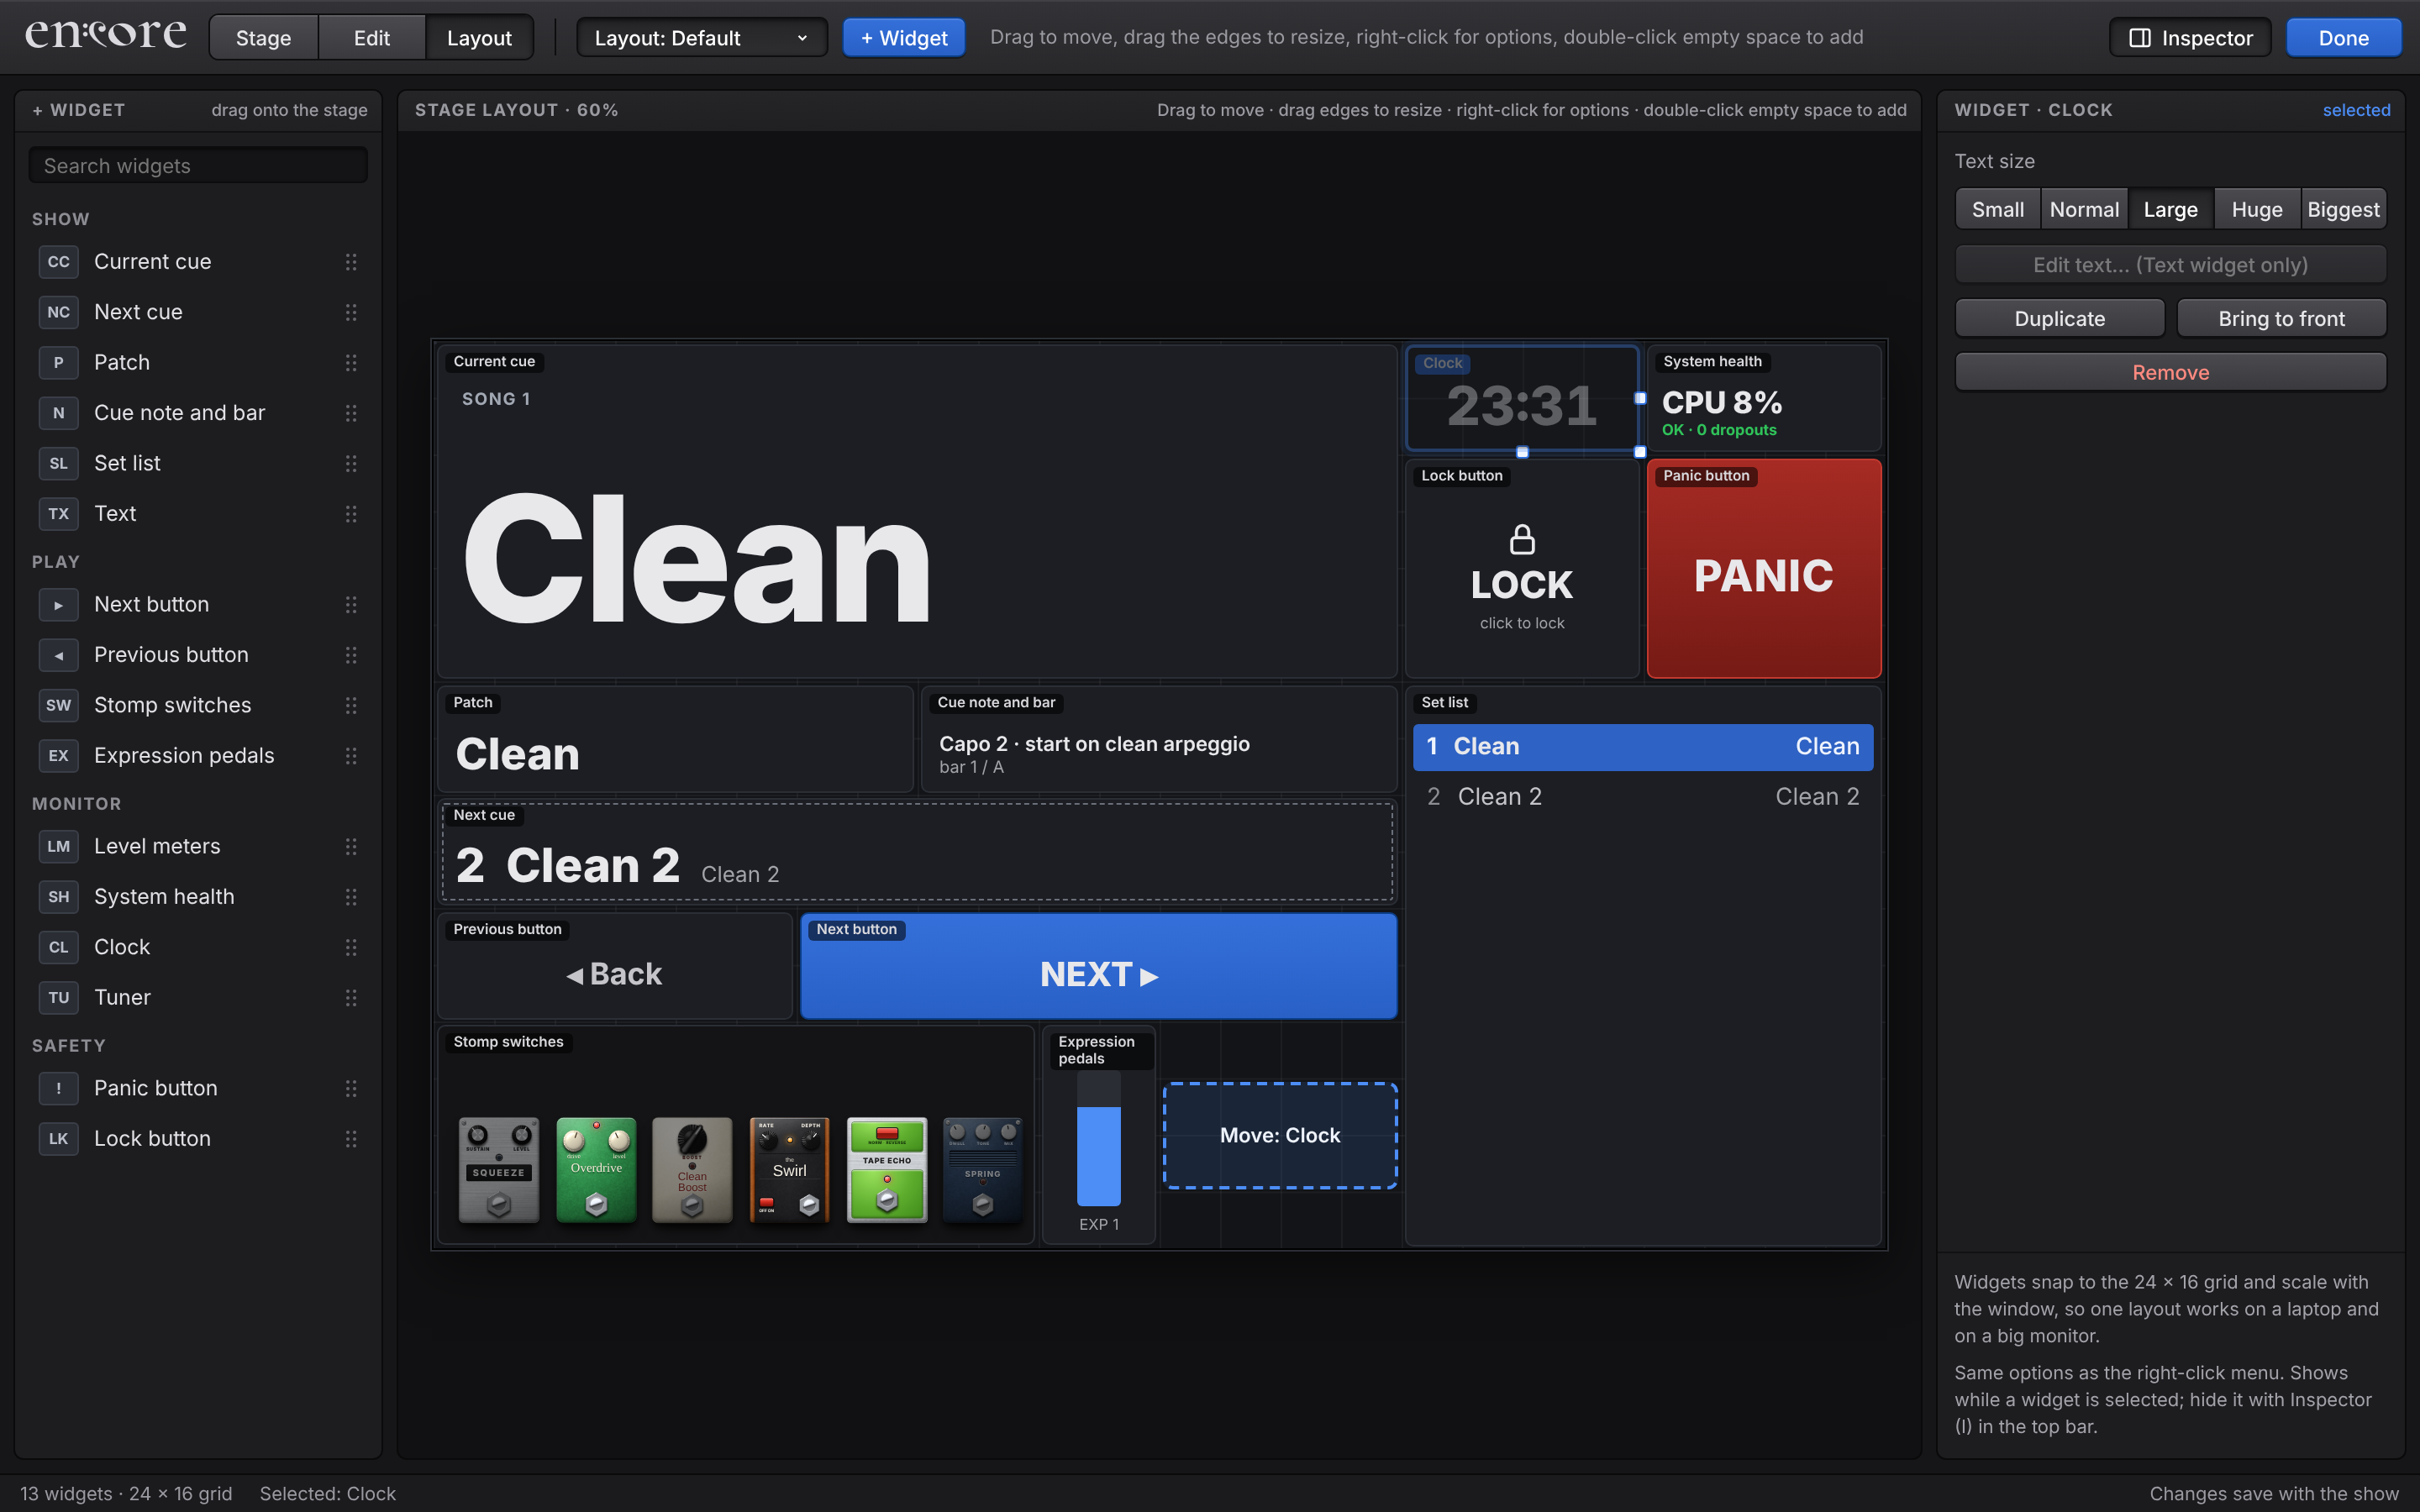 encore
Stage
Edit
Layout
Layout: Default
+ Widget
Drag to move, drag the edges to resize, right-click for options, double-click empty space to add
Inspector
Done
+ WIDGET
drag onto the stage
Search widgets
SHOW
CC Current cue
NC Next cue
P Patch
N Cue note and bar
SL Set list
TX Text
PLAY
▸ Next button
◂ Previous button
SW Stomp switches
EX Expression pedals
MONITOR
LM Level meters
SH System health
CL Clock
TU Tuner
SAFETY
! Panic button
LK Lock button
STAGE LAYOUT · 60%
Drag to move · drag edges to resize · right-click for options · double-click empty space to add
Current cue
SONG 1
Clean
Clock
23:31
System health
CPU 8%
OK · 0 dropouts
Lock button
LOCK
click to lock
Panic button
PANIC
Patch
Clean
Cue note and bar
Capo 2 · start on clean arpeggio
bar 1 / A
Set list
1 Clean Clean
2 Clean 2 Clean 2
Next cue
2 Clean 2 Clean 2
Previous button
◂ Back
Next button
NEXT ▸
Stomp switches
SUSTAIN LEVEL
SQUEEZE
Overdrive
BOOST
Clean
Boost
RATE DEPTH
the
Swirl
OFF ON
TAPE ECHO
SPRING
Expression
pedals
EXP 1
Move: Clock
WIDGET · CLOCK
selected
Text size
Small
Normal
Large
Huge
Biggest
Edit text... (Text widget only)
Duplicate
Bring to front
Remove
Widgets snap to the 24 × 16 grid and scale with
the window, so one layout works on a laptop and
on a big monitor.
Same options as the right-click menu. Shows
while a widget is selected; hide it with Inspector
(I) in the top bar.
13 widgets · 24 × 16 grid
Selected: Clock
Changes save with the show